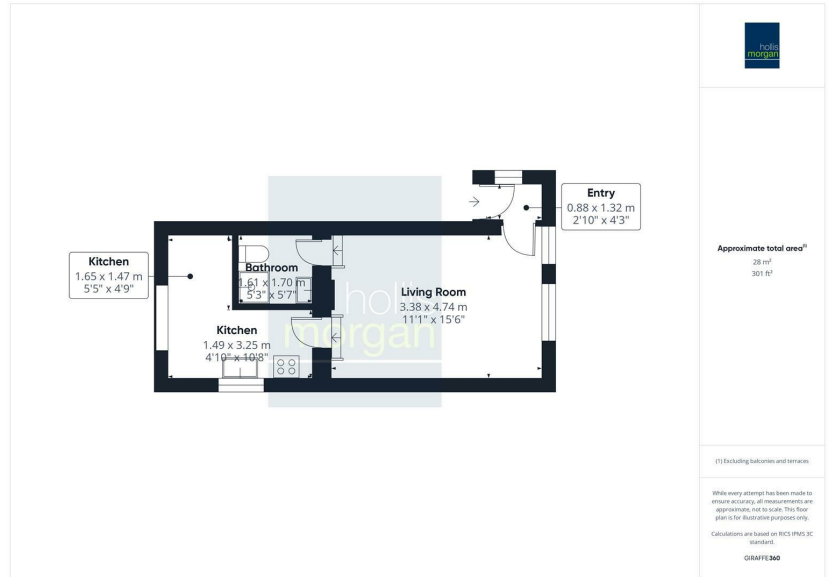 hollis
morgan
Entry
0.88 x 1.32 m
2'10" x 4'3"
Kitchen
1.65 x 1.47 m
5'5" x 4'9"
Bathroom
1.61 x 1.70 m
5'3" x 5'7"
Living Room
3.38 x 4.74 m
11'1" x 15'6"
Kitchen
1.49 x 3.25 m
4'10" x 10'8"
hollis
morgan
Approximate total area(1)
28 m²
301 ft²
(1) Excluding balconies and terraces
While every attempt has been made to
ensure accuracy, all measurements are
approximate, not to scale. This floor
plan is for illustrative purposes only.
Calculations are based on RICS IPMS 3C
standard.
GIRAFFE360